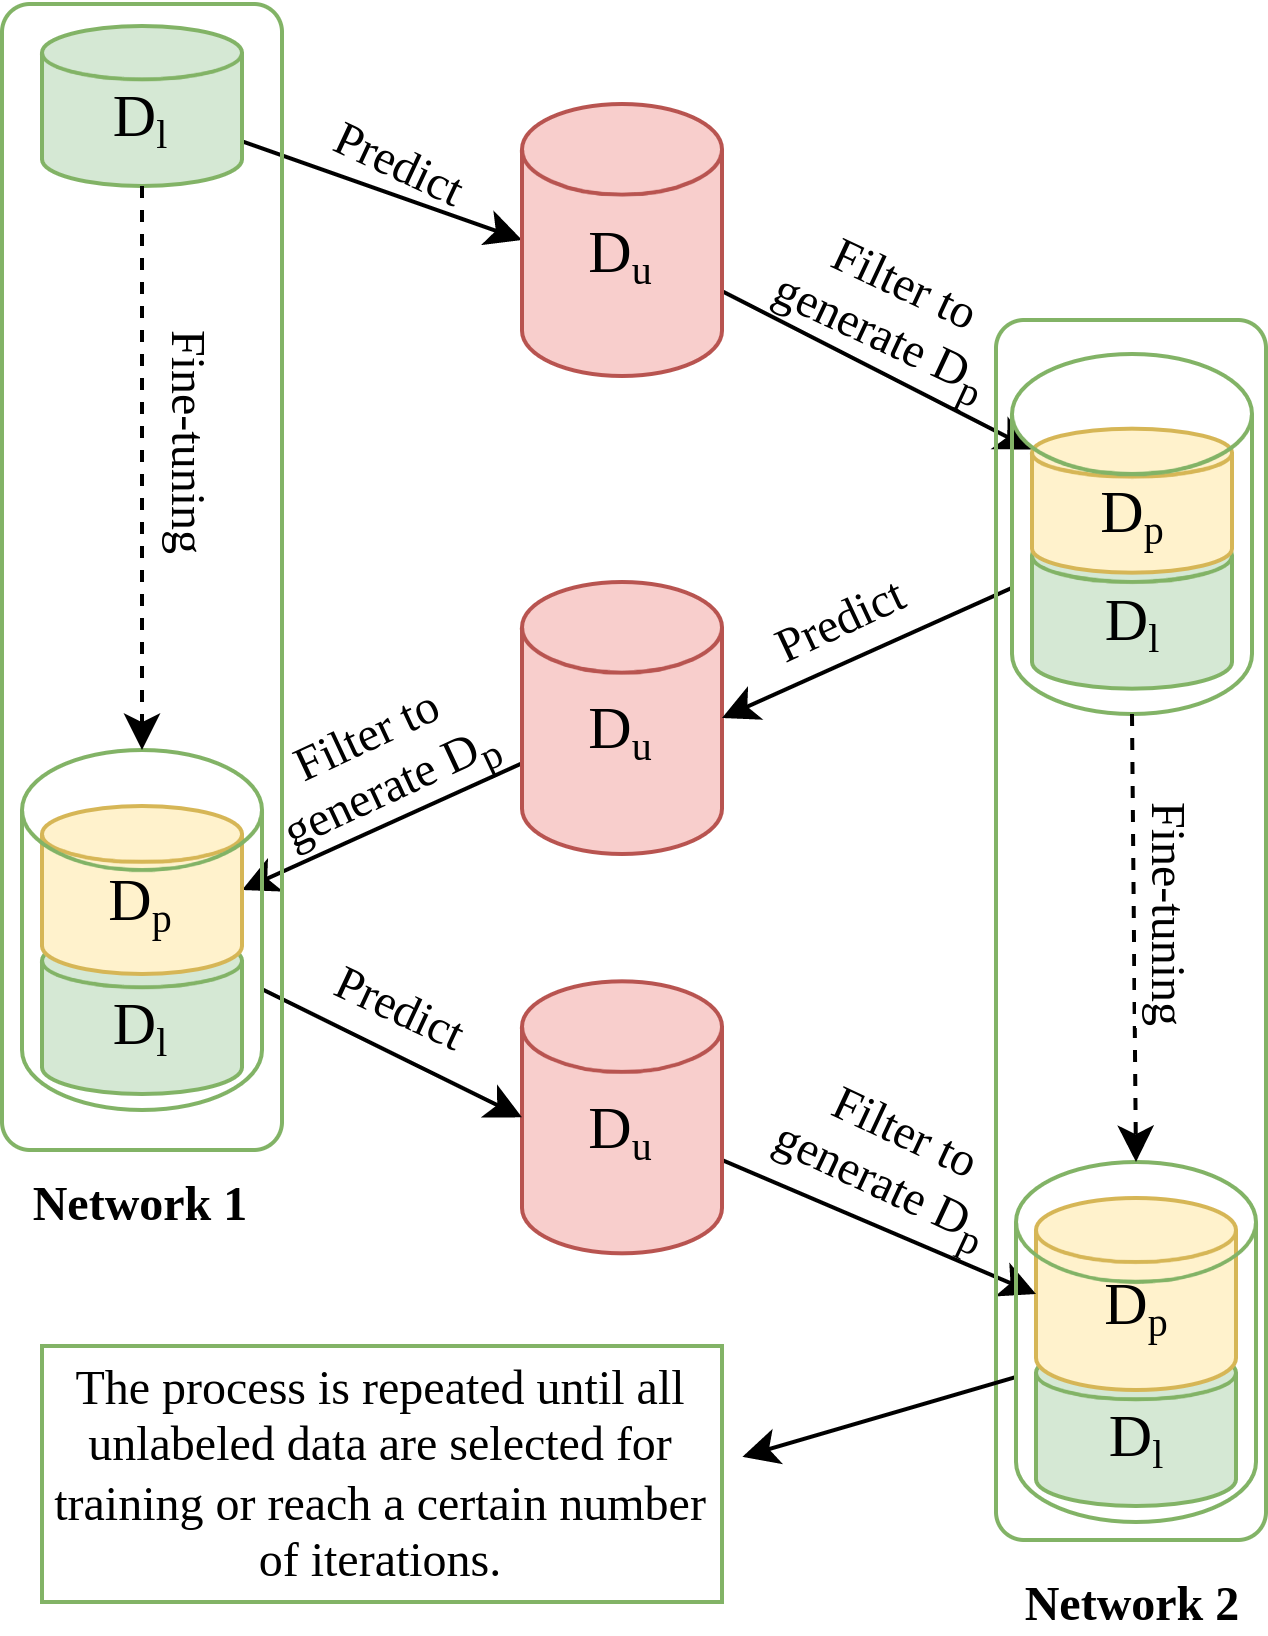 D_l
Predict
D_u
Filter to
generate D_p
Fine-tuning
D_p
D_l
Predict
D_u
Filter to
generate D_p
D_p
D_l
Fine-tuning
Predict
D_u
Filter to
generate D_p
Network 1
D_p
D_l
The process is repeated until all
unlabeled data are selected for
training or reach a certain number
of iterations.
Network 2